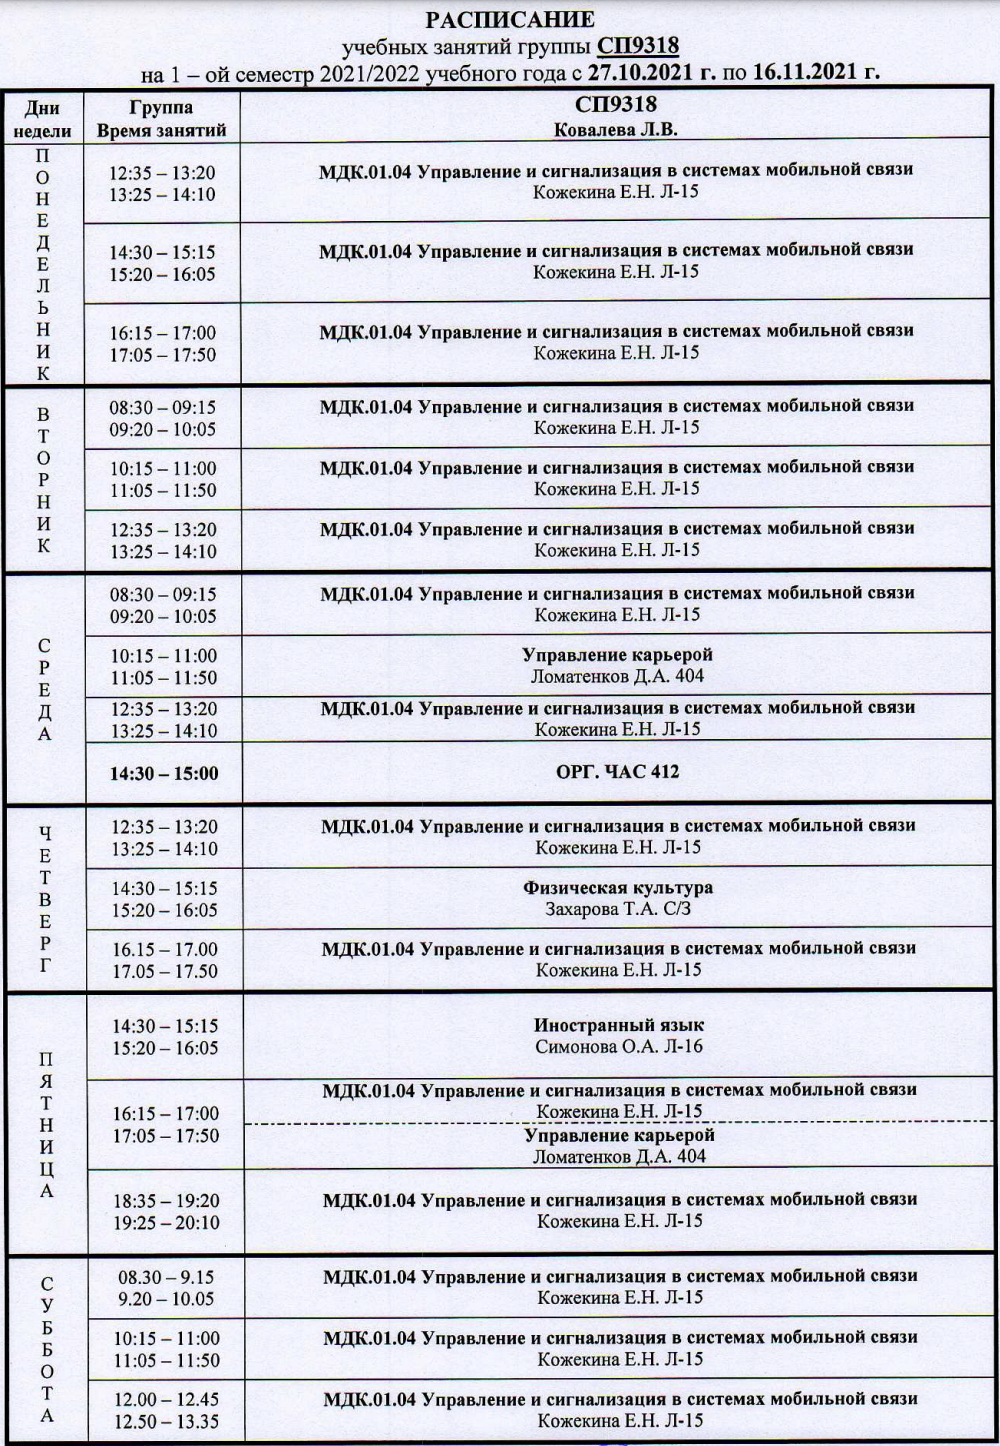 РАСПИСАНИЕ
учебных занятий группы СП9318
на 1 – ой семестр 2021/2022 учебного года с 27.10.2021 г. по 16.11.2021 г.
Дни недели
Группа
Время занятий
СП9318
Ковалева Л.В.
ПОНЕДЕЛЬНИК
12:35 – 13:20
13:25 – 14:10
МДК.01.04 Управление и сигнализация в системах мобильной связи
Кожекина Е.Н. Л-15
14:30 – 15:15
15:20 – 16:05
МДК.01.04 Управление и сигнализация в системах мобильной связи
Кожекина Е.Н. Л-15
16:15 – 17:00
17:05 – 17:50
МДК.01.04 Управление и сигнализация в системах мобильной связи
Кожекина Е.Н. Л-15
ВТОРНИК
08:30 – 09:15
09:20 – 10:05
МДК.01.04 Управление и сигнализация в системах мобильной связи
Кожекина Е.Н. Л-15
10:15 – 11:00
11:05 – 11:50
МДК.01.04 Управление и сигнализация в системах мобильной связи
Кожекина Е.Н. Л-15
12:35 – 13:20
13:25 – 14:10
МДК.01.04 Управление и сигнализация в системах мобильной связи
Кожекина Е.Н. Л-15
СРЕДА
08:30 – 09:15
09:20 – 10:05
МДК.01.04 Управление и сигнализация в системах мобильной связи
Кожекина Е.Н. Л-15
10:15 – 11:00
11:05 – 11:50
Управление карьерой
Ломатенков Д.А. 404
12:35 – 13:20
13:25 – 14:10
МДК.01.04 Управление и сигнализация в системах мобильной связи
Кожекина Е.Н. Л-15
14:30 – 15:00
ОРГ. ЧАС 412
ЧЕТВЕРГ
12:35 – 13:20
13:25 – 14:10
МДК.01.04 Управление и сигнализация в системах мобильной связи
Кожекина Е.Н. Л-15
14:30 – 15:15
15:20 – 16:05
Физическая культура
Захарова Т.А. С/З
16.15 – 17.00
17.05 – 17.50
МДК.01.04 Управление и сигнализация в системах мобильной связи
Кожекина Е.Н. Л-15
ПЯТНИЦА
14:30 – 15:15
15:20 – 16:05
Иностранный язык
Симонова О.А. Л-16
16:15 – 17:00
17:05 – 17:50
МДК.01.04 Управление и сигнализация в системах мобильной связи
Кожекина Е.Н. Л-15
Управление карьерой
Ломатенков Д.А. 404
18:35 – 19:20
19:25 – 20:10
МДК.01.04 Управление и сигнализация в системах мобильной связи
Кожекина Е.Н. Л-15
СУББОТА
08.30 – 9.15
9.20 – 10.05
МДК.01.04 Управление и сигнализация в системах мобильной связи
Кожекина Е.Н. Л-15
10:15 – 11:00
11:05 – 11:50
МДК.01.04 Управление и сигнализация в системах мобильной связи
Кожекина Е.Н. Л-15
12.00 – 12.45
12.50 – 13.35
МДК.01.04 Управление и сигнализация в системах мобильной связи
Кожекина Е.Н. Л-15